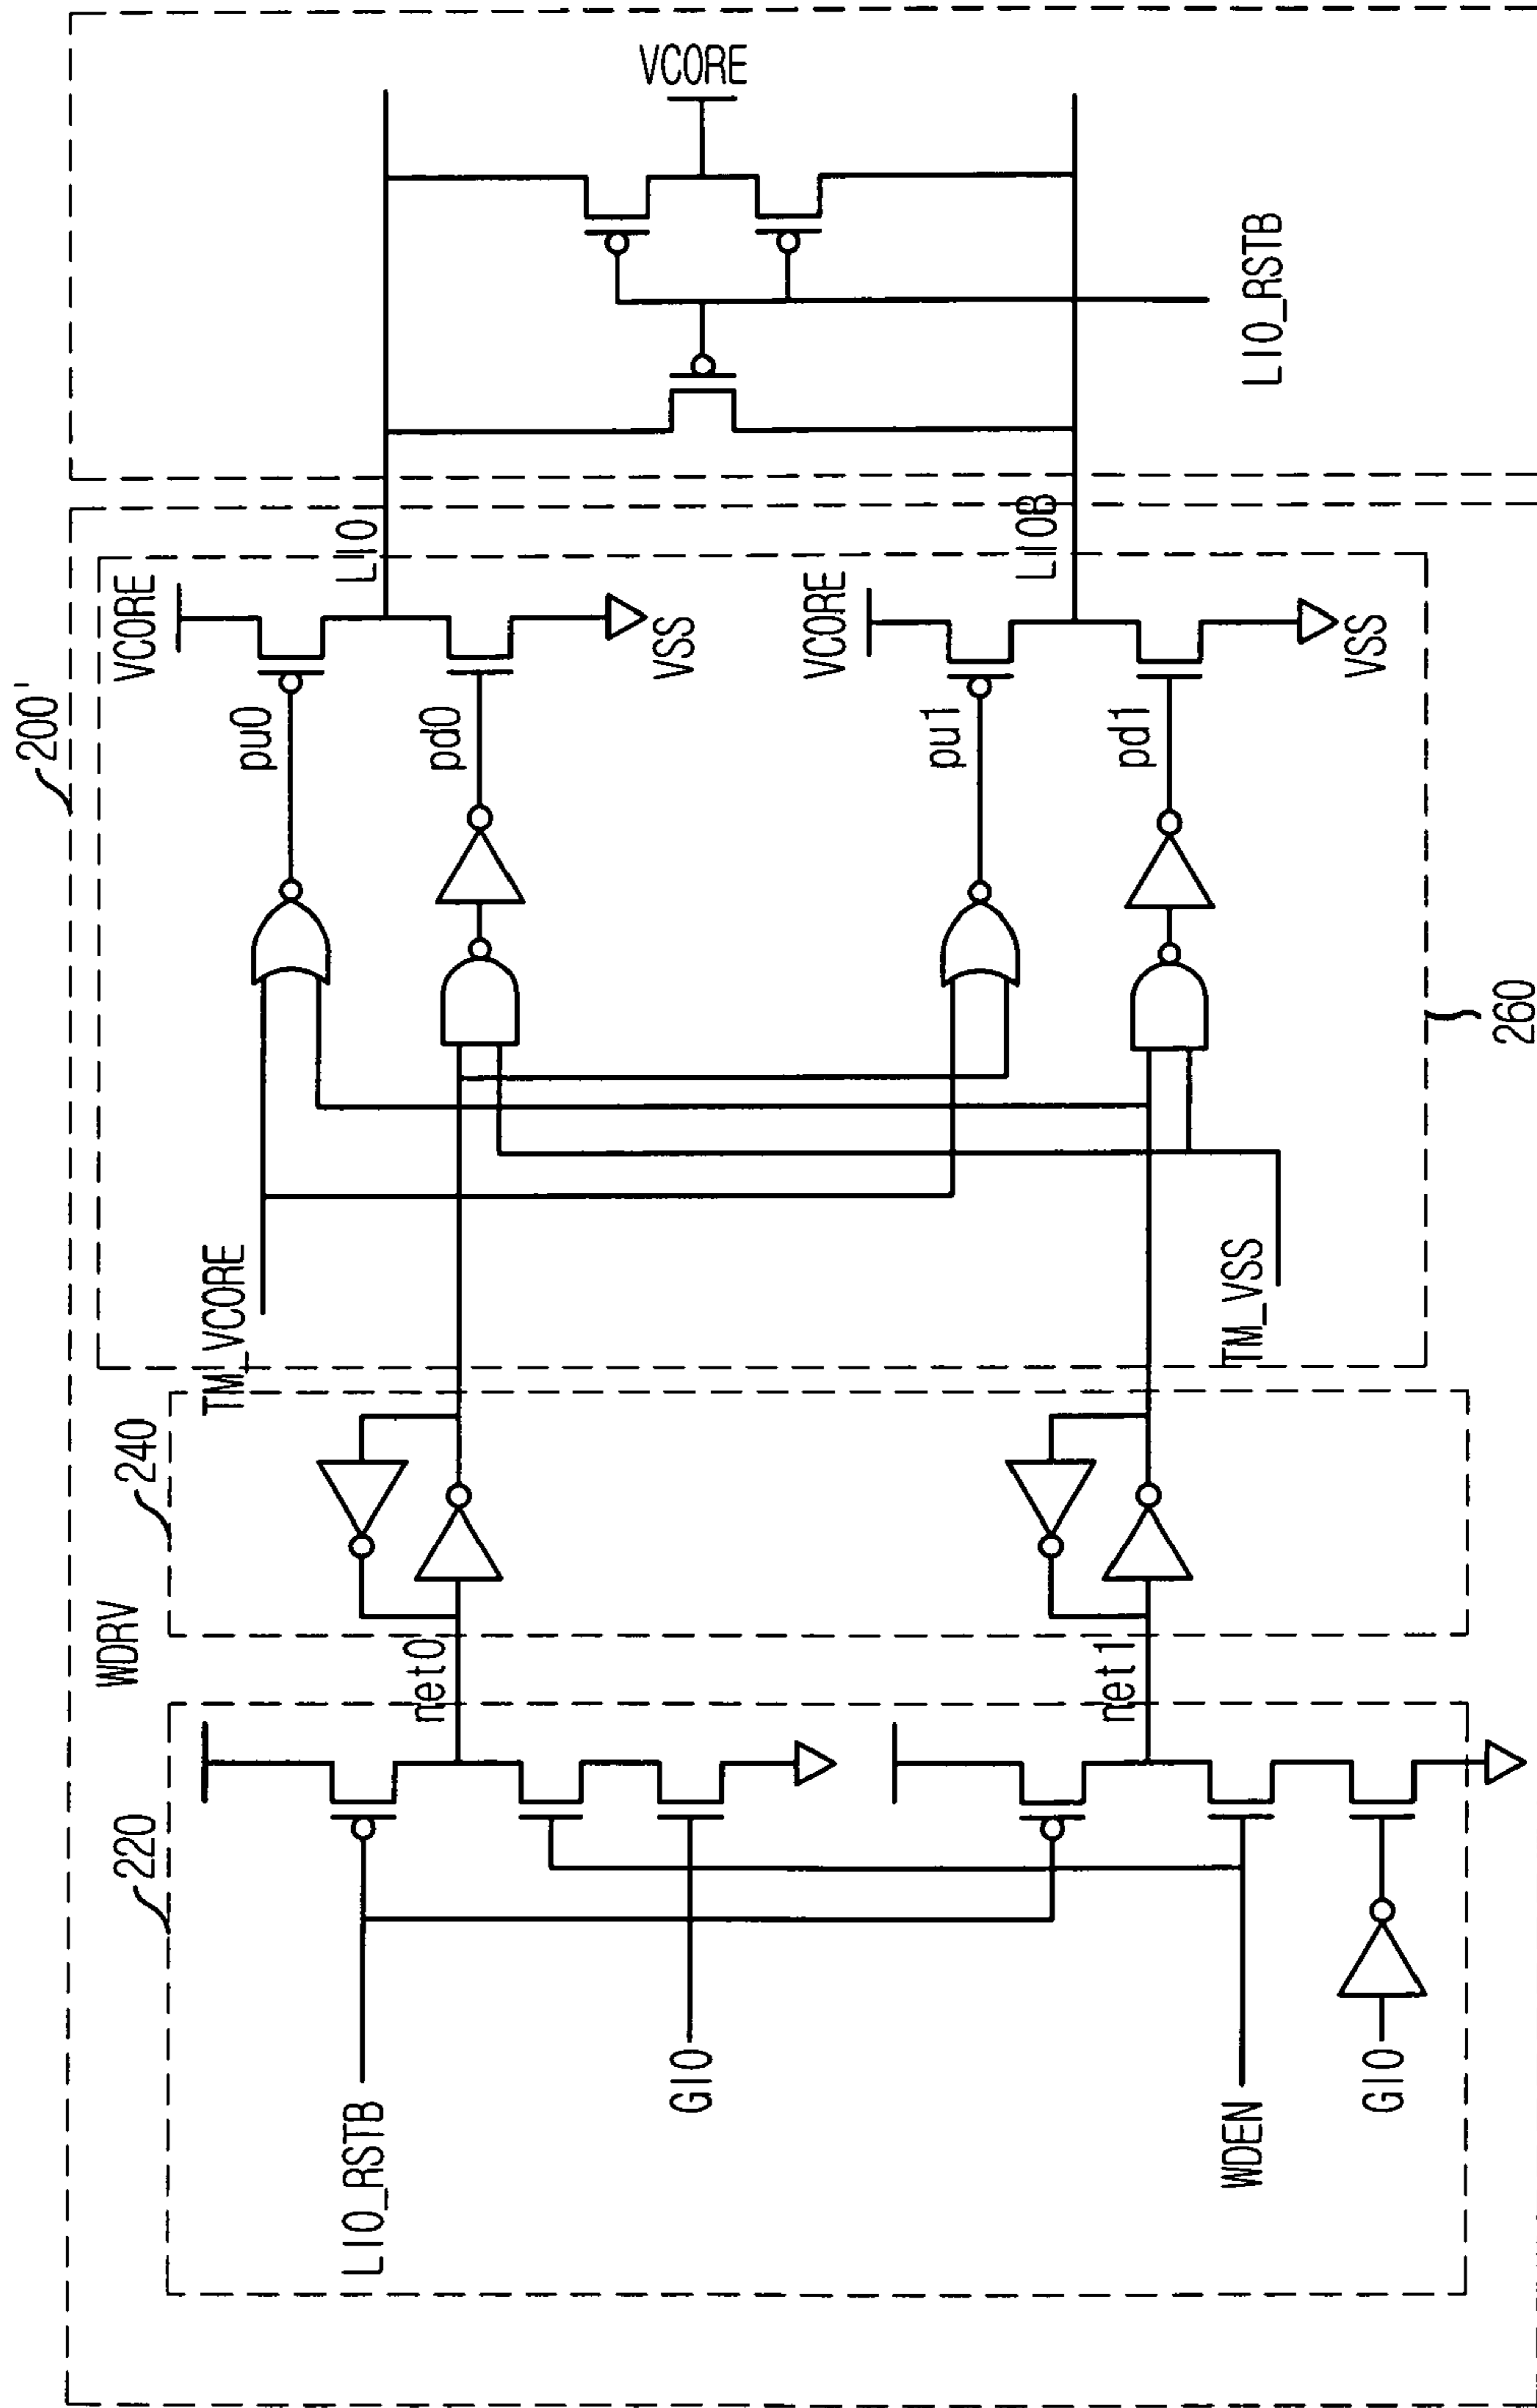 200'
WDRV
220
240
260
LIO_RSTB
GIO
WDEN
GIO
net0
net1
TM_VCORE
TM_VSS
pu0
pd0
pu1
pd1
VCORE
VSS
VCORE
VSS
LIO
LIOB
VCORE
LIO_RSTB